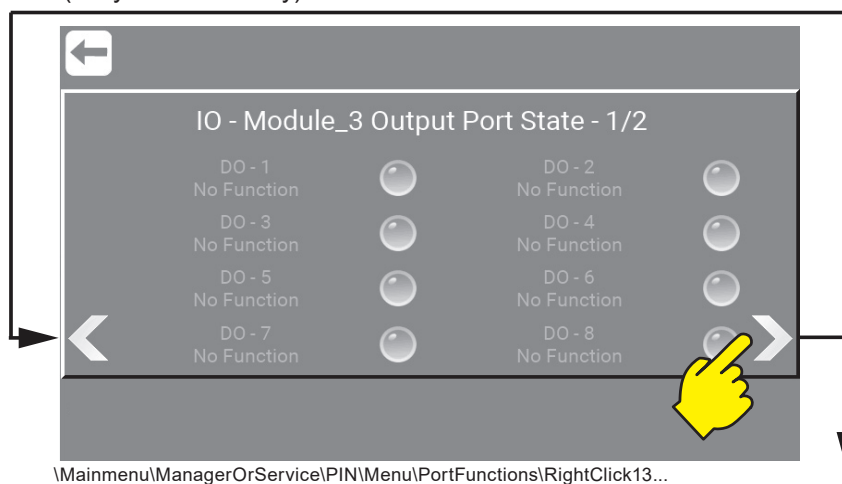 IO - Module_3 Output Port State - 1/2
DO - 1
No Function
DO - 2
No Function
DO - 3
No Function
DO - 4
No Function
DO - 5
No Function
DO - 6
No Function
DO - 7
No Function
DO - 8
No Function
\Mainmenu\ManagerOrService\PIN\Menu\PortFunctions\RightClick13...